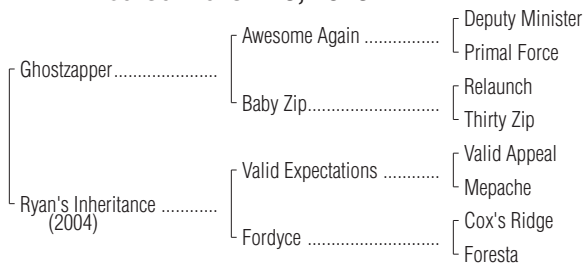 Deputy Minister
Awesome Again ................
Primal Force
Ghostzapper......................
Relaunch
Baby Zip............................
Thirty Zip
Valid Appeal
Valid Expectations ............
Mepache
Ryan's Inheritance ............
(2004)
Cox's Ridge
Fordyce ............................
Foresta